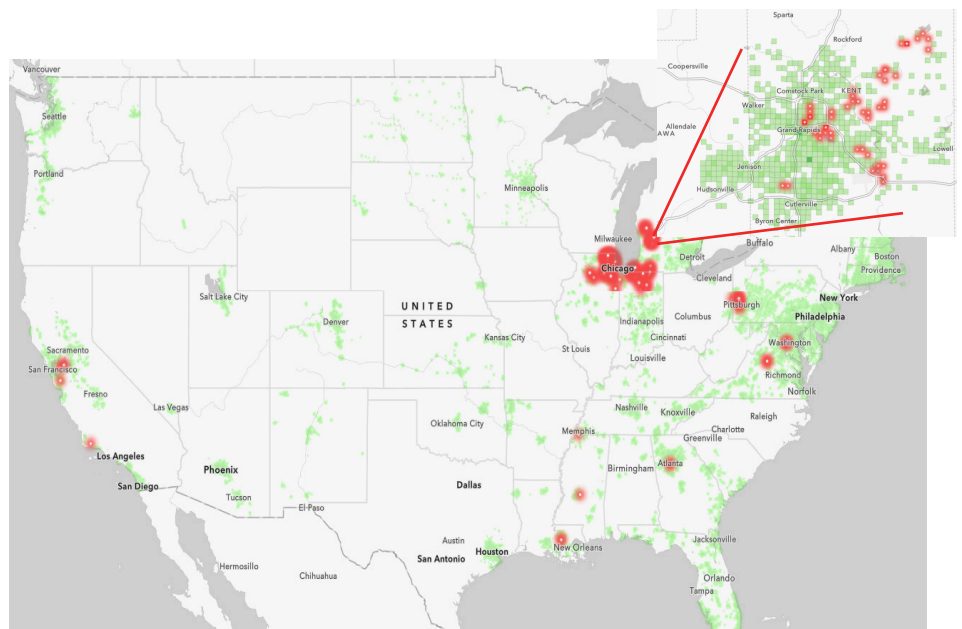 Sparta
Rockford
Coopersville
Comstock Park
KENT
Walker
Allendale
AWA
Grand Rapids
Lowell
Jenison
Hudsonville
Cutlerville
Byron Center
Vancouver
Seattle
Portland
Minneapolis
Milwaukee
Buffalo
Albany
Detroit
Boston
Chicago
Providence
Cleveland
Salt Lake City
New York
Pittsburgh
UNITED
STATES
Denver
Indianapolis
Columbus
Philadelphia
Kansas City
Cincinnati
Washington
Sacramento
St Louis
Louisville
San Francisco
Richmond
Fresno
Norfolk
Las Vegas
Nashville
Knoxville
Raleigh
Oklahoma City
Memphis
Charlotte
Greenville
Los Angeles
Phoenix
Atlanta
Birmingham
San Diego
Dallas
Tucson
El Paso
Austin
Jacksonville
New Orleans
Houston
San Antonio
Hermosillo
Chihuahua
Orlando
Tampa